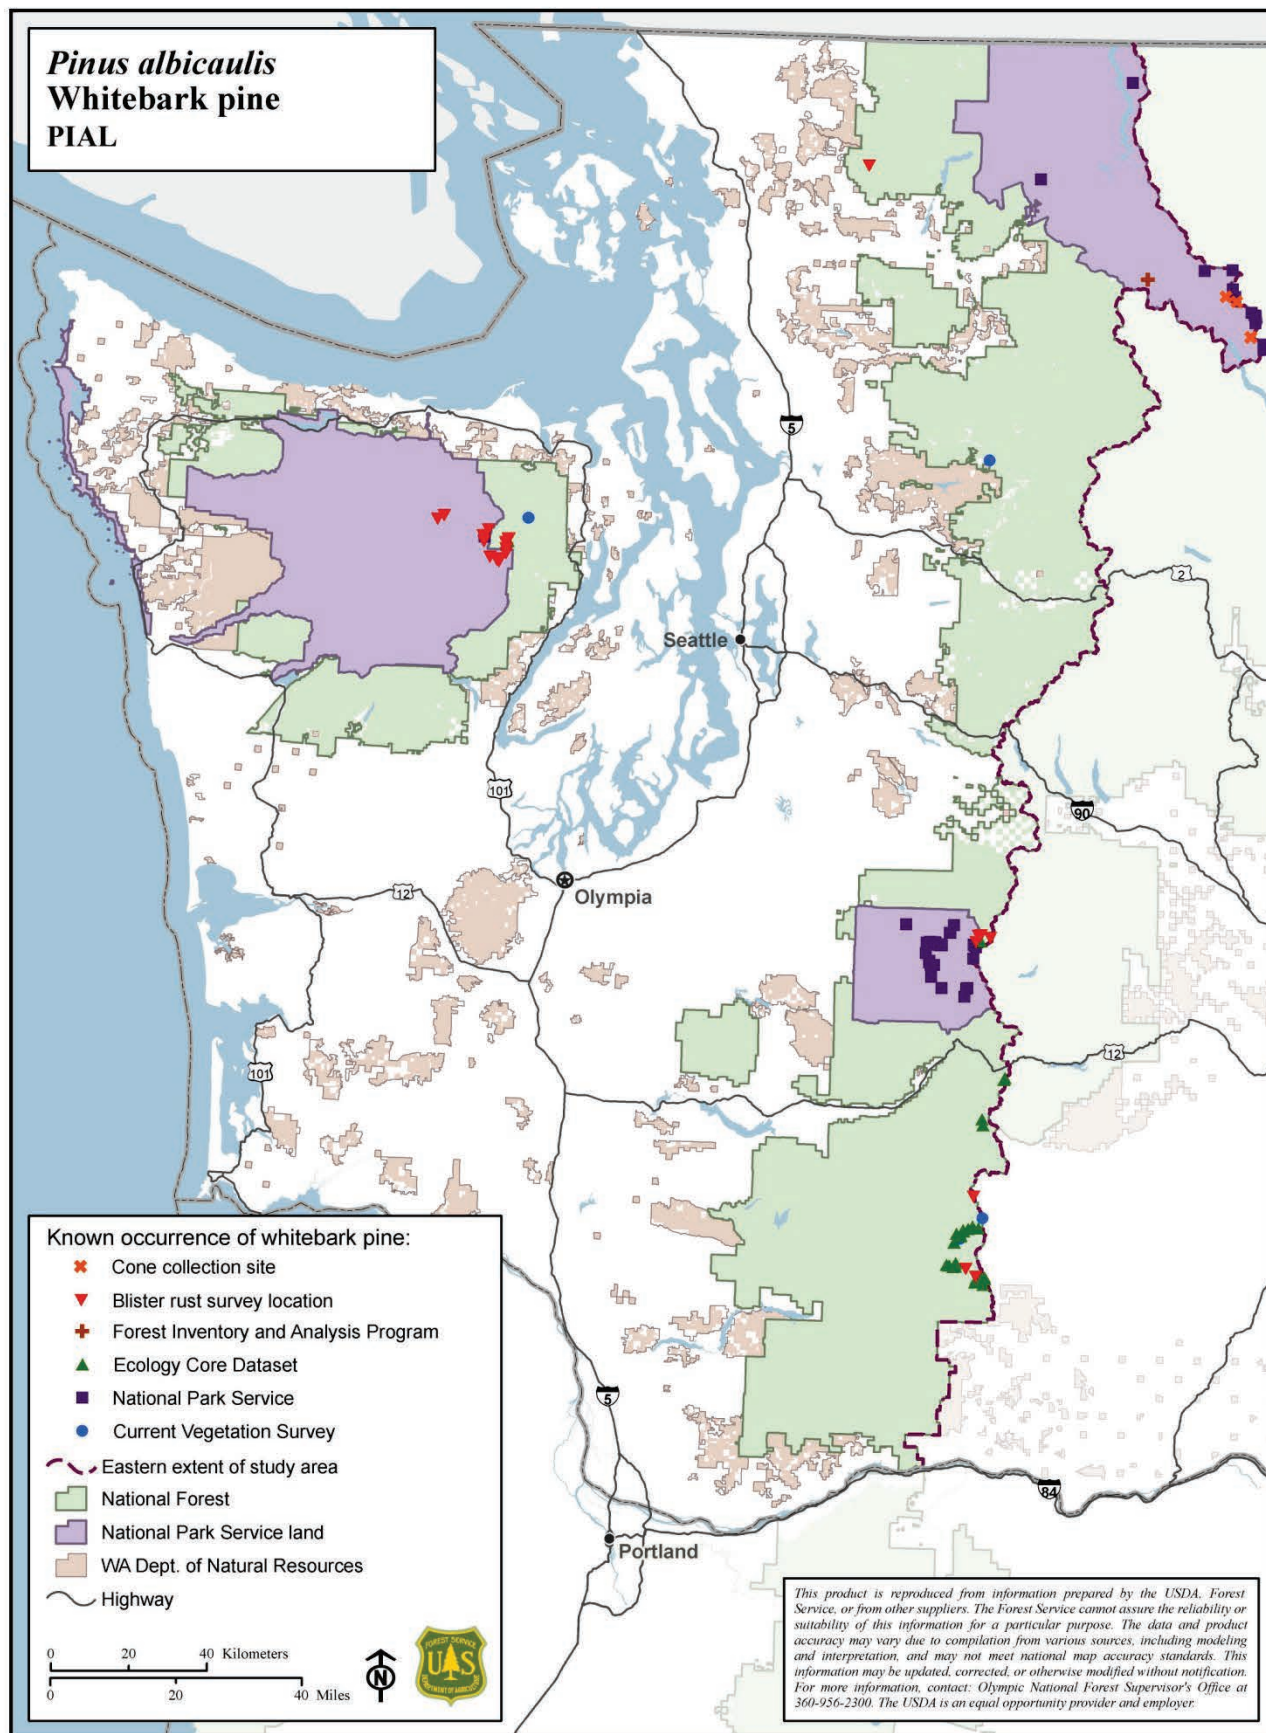 Pinus albicaulis
Whitebark pine
PIAL
5
2
Seattle
101
90
12
Olympia
12
101
Known occurrence of whitebark pine:
Cone collection site
Blister rust survey location
Forest Inventory and Analysis Program
Ecology Core Dataset
National Park Service
Current Vegetation Survey
Eastern extent of study area
National Forest
National Park Service land
WA Dept. of Natural Resources
Highway
0 20 40 Kilometers
0 20 40 Miles
N
FOREST SERVICE
U S
DEPARTMENT OF AGRICULTURE
5
84
Portland
This product is reproduced from information prepared by the USDA, Forest
Service, or from other suppliers. The Forest Service cannot assure the reliability or
suitability of this information for a particular purpose. The data and product
accuracy may vary due to compilation from various sources, including modeling
and interpretation, and may not meet national map accuracy standards. This
information may be updated, corrected, or otherwise modified without notification.
For more information, contact: Olympic National Forest Supervisor's Office at
360-956-2300. The USDA is an equal opportunity provider and employer.